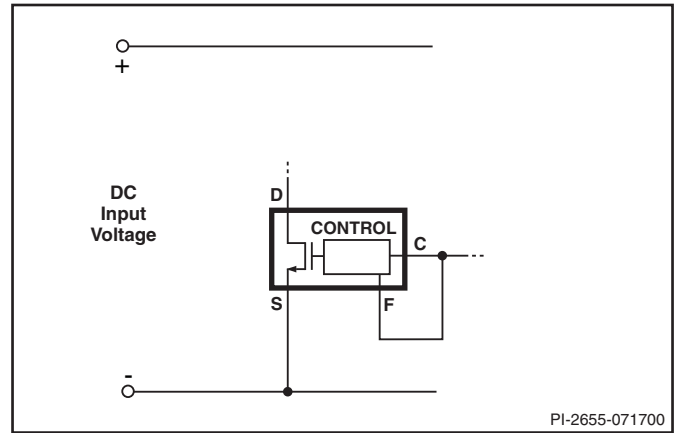 +
DC
Input
Voltage
D
CONTROL
C
S
F
-
PI-2655-071700